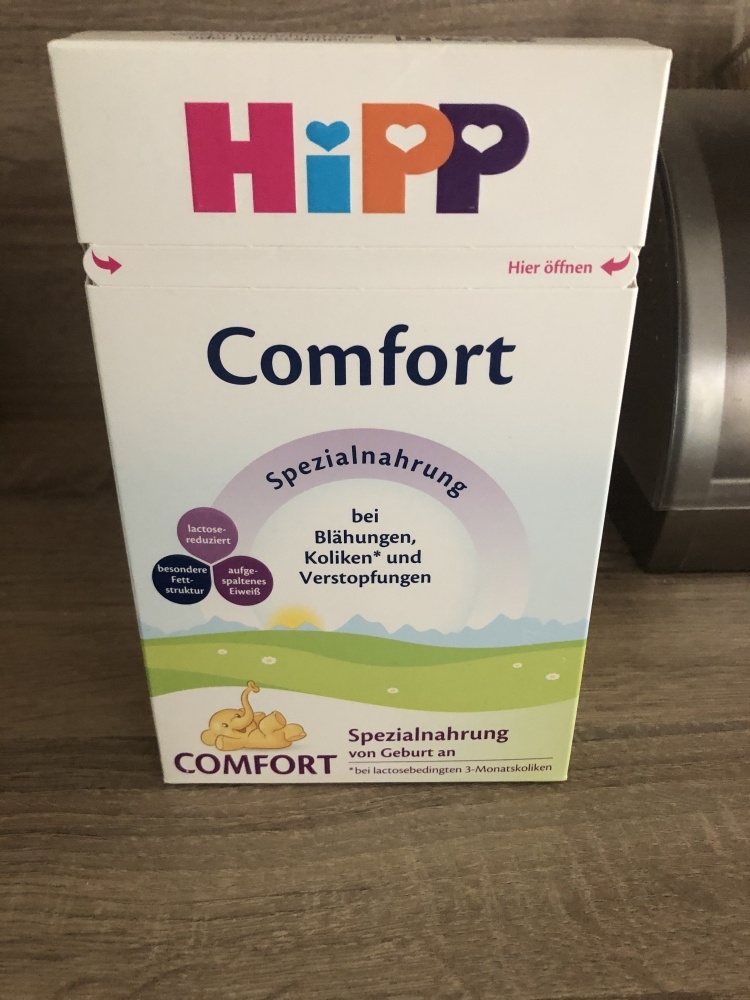 HiPP
Hier öffnen
Comfort
Spezialnahrung
bei
Blähungen,
Koliken* und
Verstopfungen
lactose-
reduziert
besondere
Fett-
struktur
aufge-
spaltenes
Eiweiß
COMFORT
Spezialnahrung
von Geburt an
*bei lactosebedingten 3-Monatskoliken